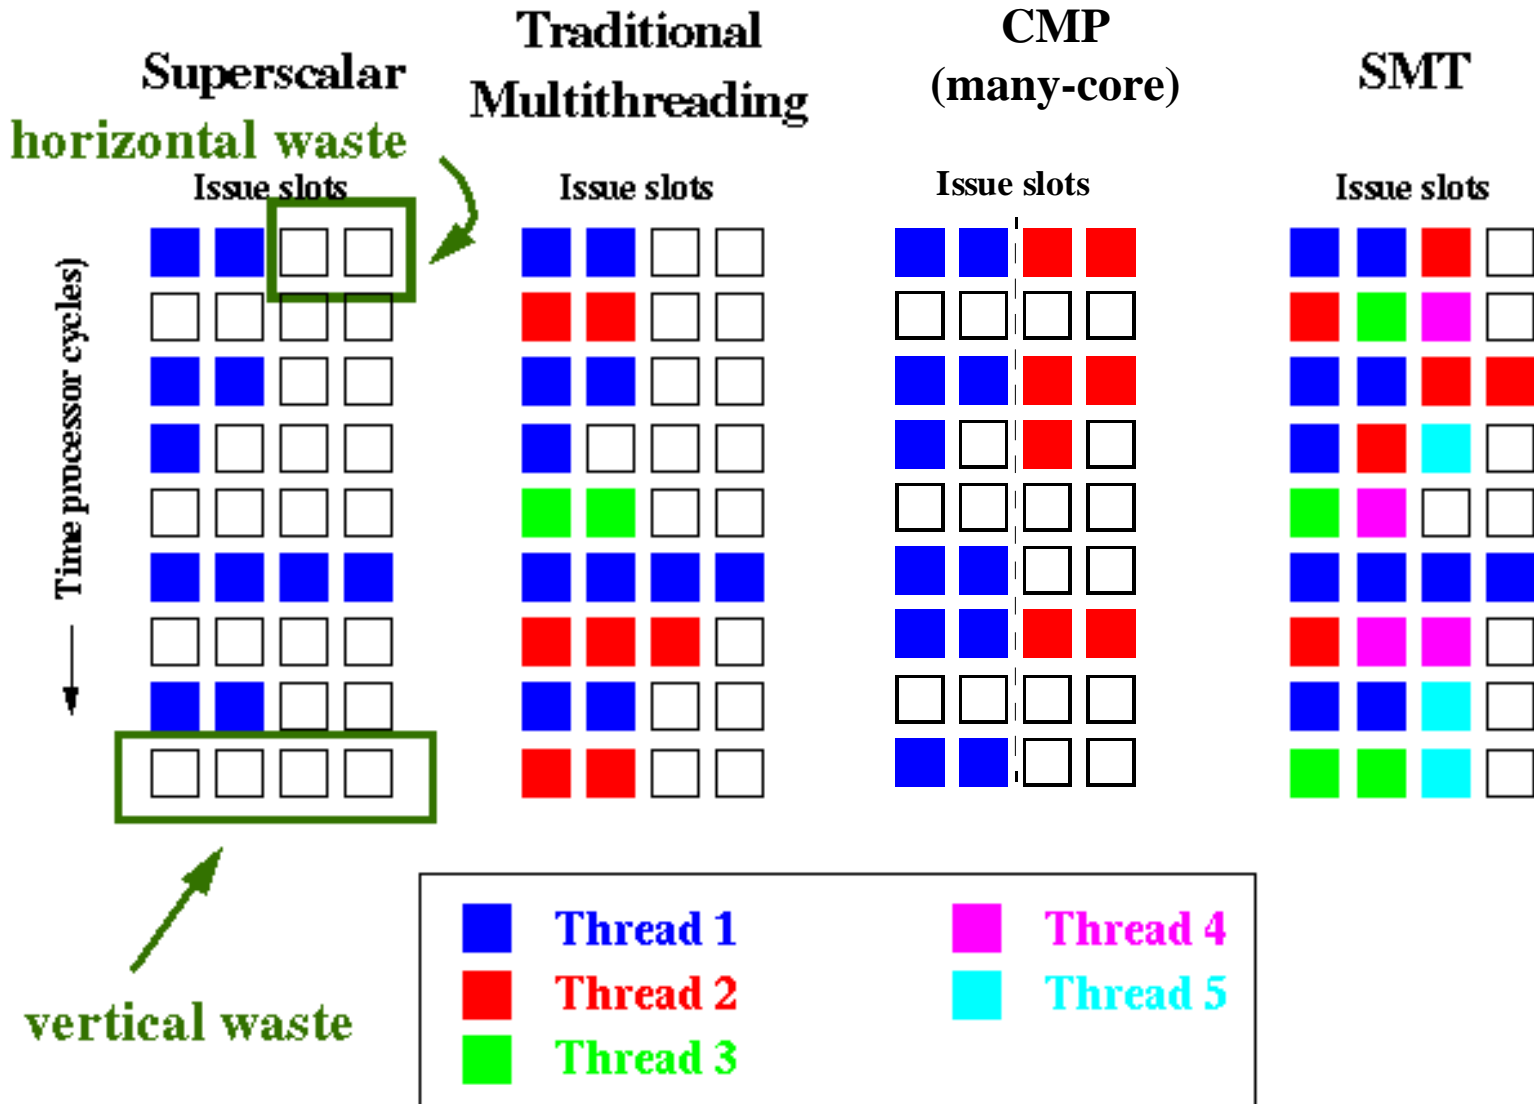 Superscalar
horizontal waste
Issue slots
Traditional
Multithreading
Issue slots
CMP
(many-core)
Issue slots
SMT
Issue slots
Time processor cycles)
vertical waste
Thread 1
Thread 2
Thread 3
Thread 4
Thread 5